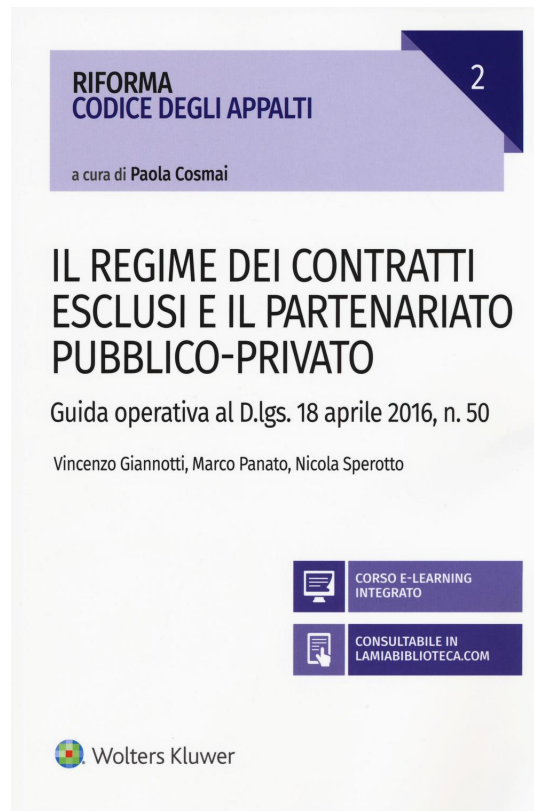 RIFORMA
CODICE DEGLI APPALTI
2
a cura di Paola Cosmai
IL REGIME DEI CONTRATTI
ESCLUSI E IL PARTENARIATO
PUBBLICO-PRIVATO
Guida operativa al D.lgs. 18 aprile 2016, n. 50
Vincenzo Giannotti, Marco Panato, Nicola Sperotto
CORSO E-LEARNING
INTEGRATO
CONSULTABILE IN
LAMIABIBLIOTECA.COM
Wolters Kluwer